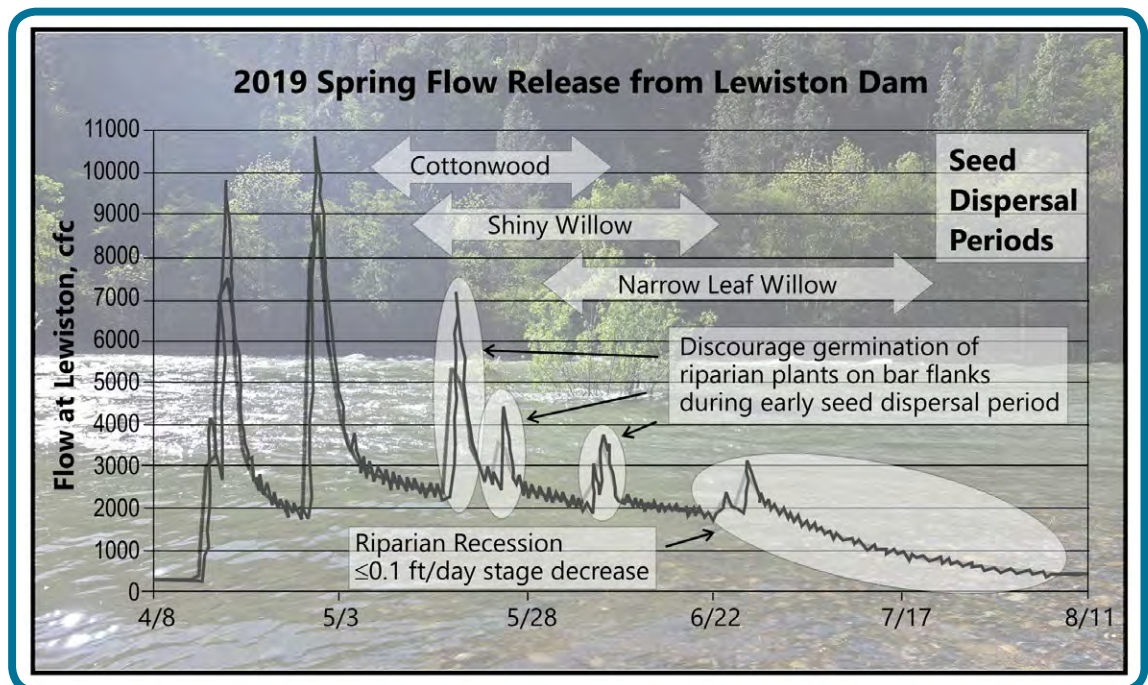 2019 Spring Flow Release from Lewiston Dam
Flow at Lewiston, cfc
11000
10000
9000
8000
7000
6000
5000
4000
3000
2000
1000
0
4/8
5/3
5/28
6/22
7/17
8/11
Seed
Dispersal
Periods
Cottonwood
Shiny Willow
Narrow Leaf Willow
Discourage germination of
riparian plants on bar flanks
during early seed dispersal period
Riparian Recession
≤0.1 ft/day stage decrease